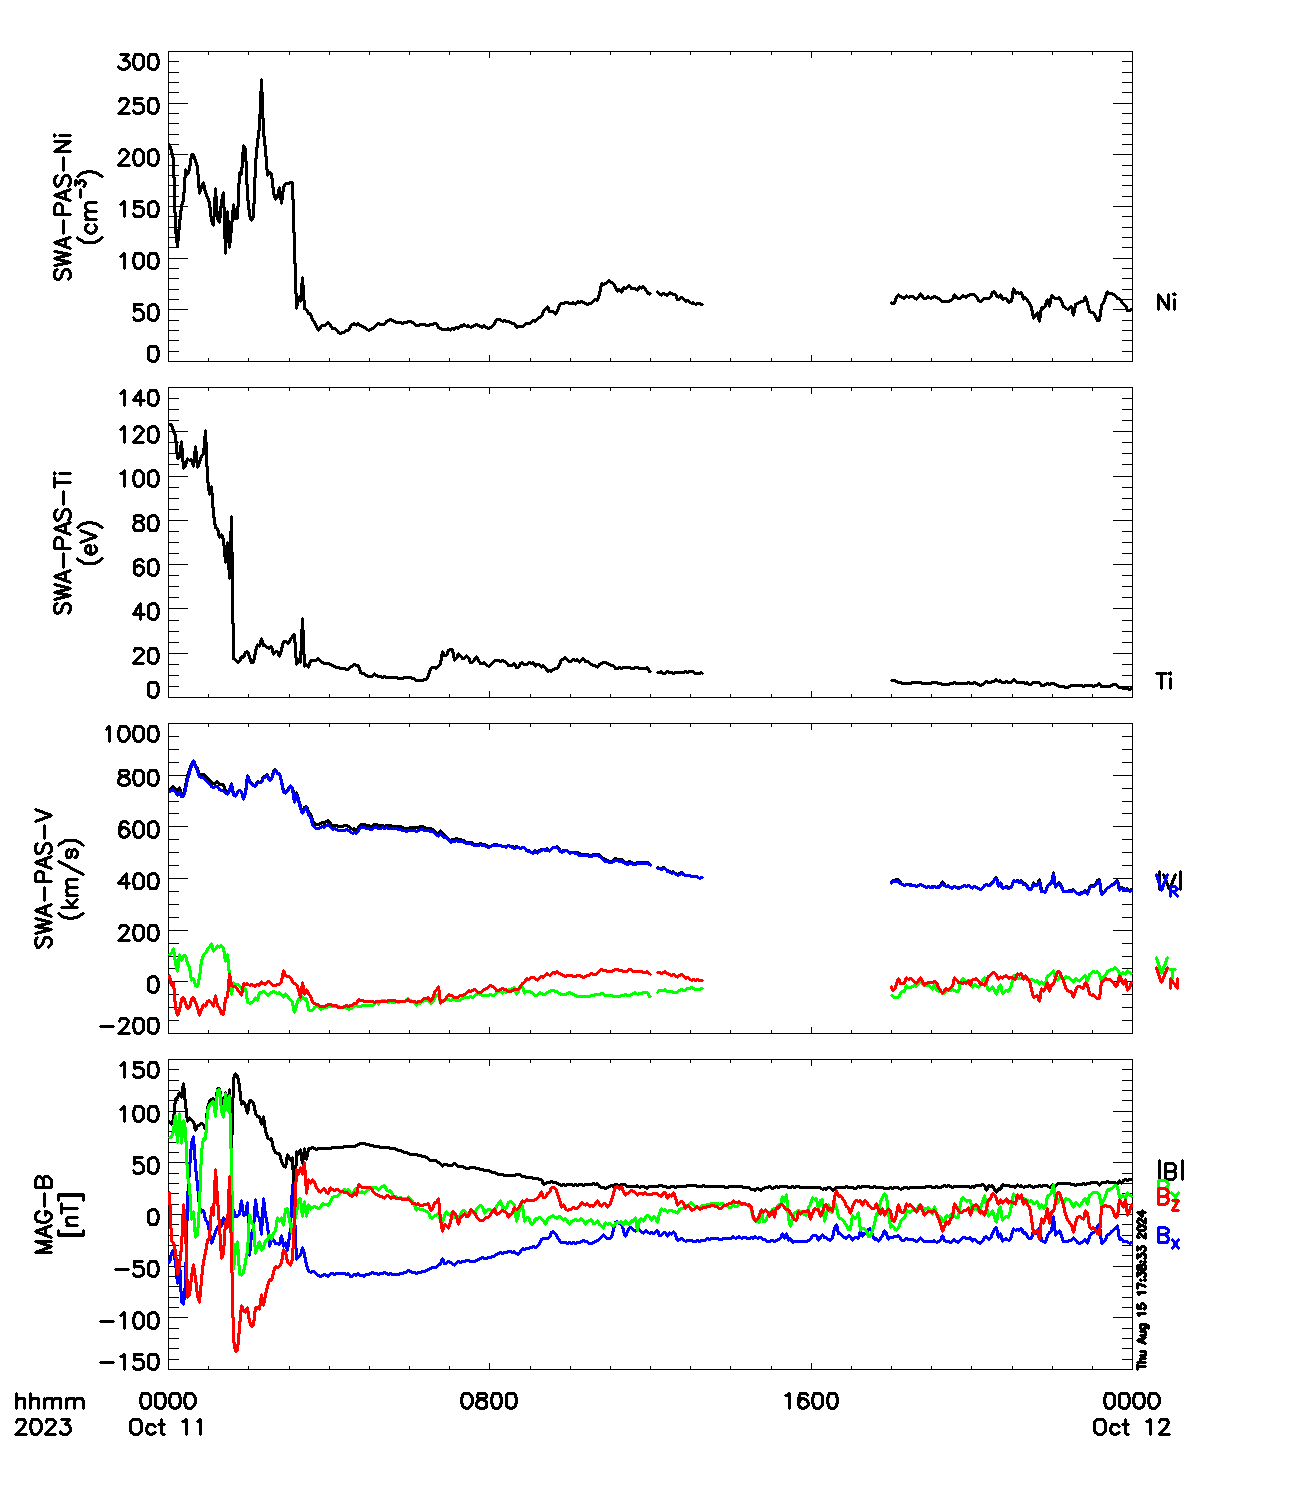 300
250
200
150
100
50
0
SWA-PAS-Ni
(cm⁻³)
Ni
140
120
100
80
60
40
20
0
SWA-PAS-Ti
(eV)
Ti
1000
800
600
400
200
0
-200
SWA-PAS-V
(km/s)
|V|
V_R
V_T
V_N
150
100
50
0
-50
-100
-150
MAG-B
[nT]
|B|
B_Y
B_Z
B_X
Thu Aug 15 17:38:33 2024
hhmm 0000 0800 1600 0000
2023 Oct 11 Oct 12